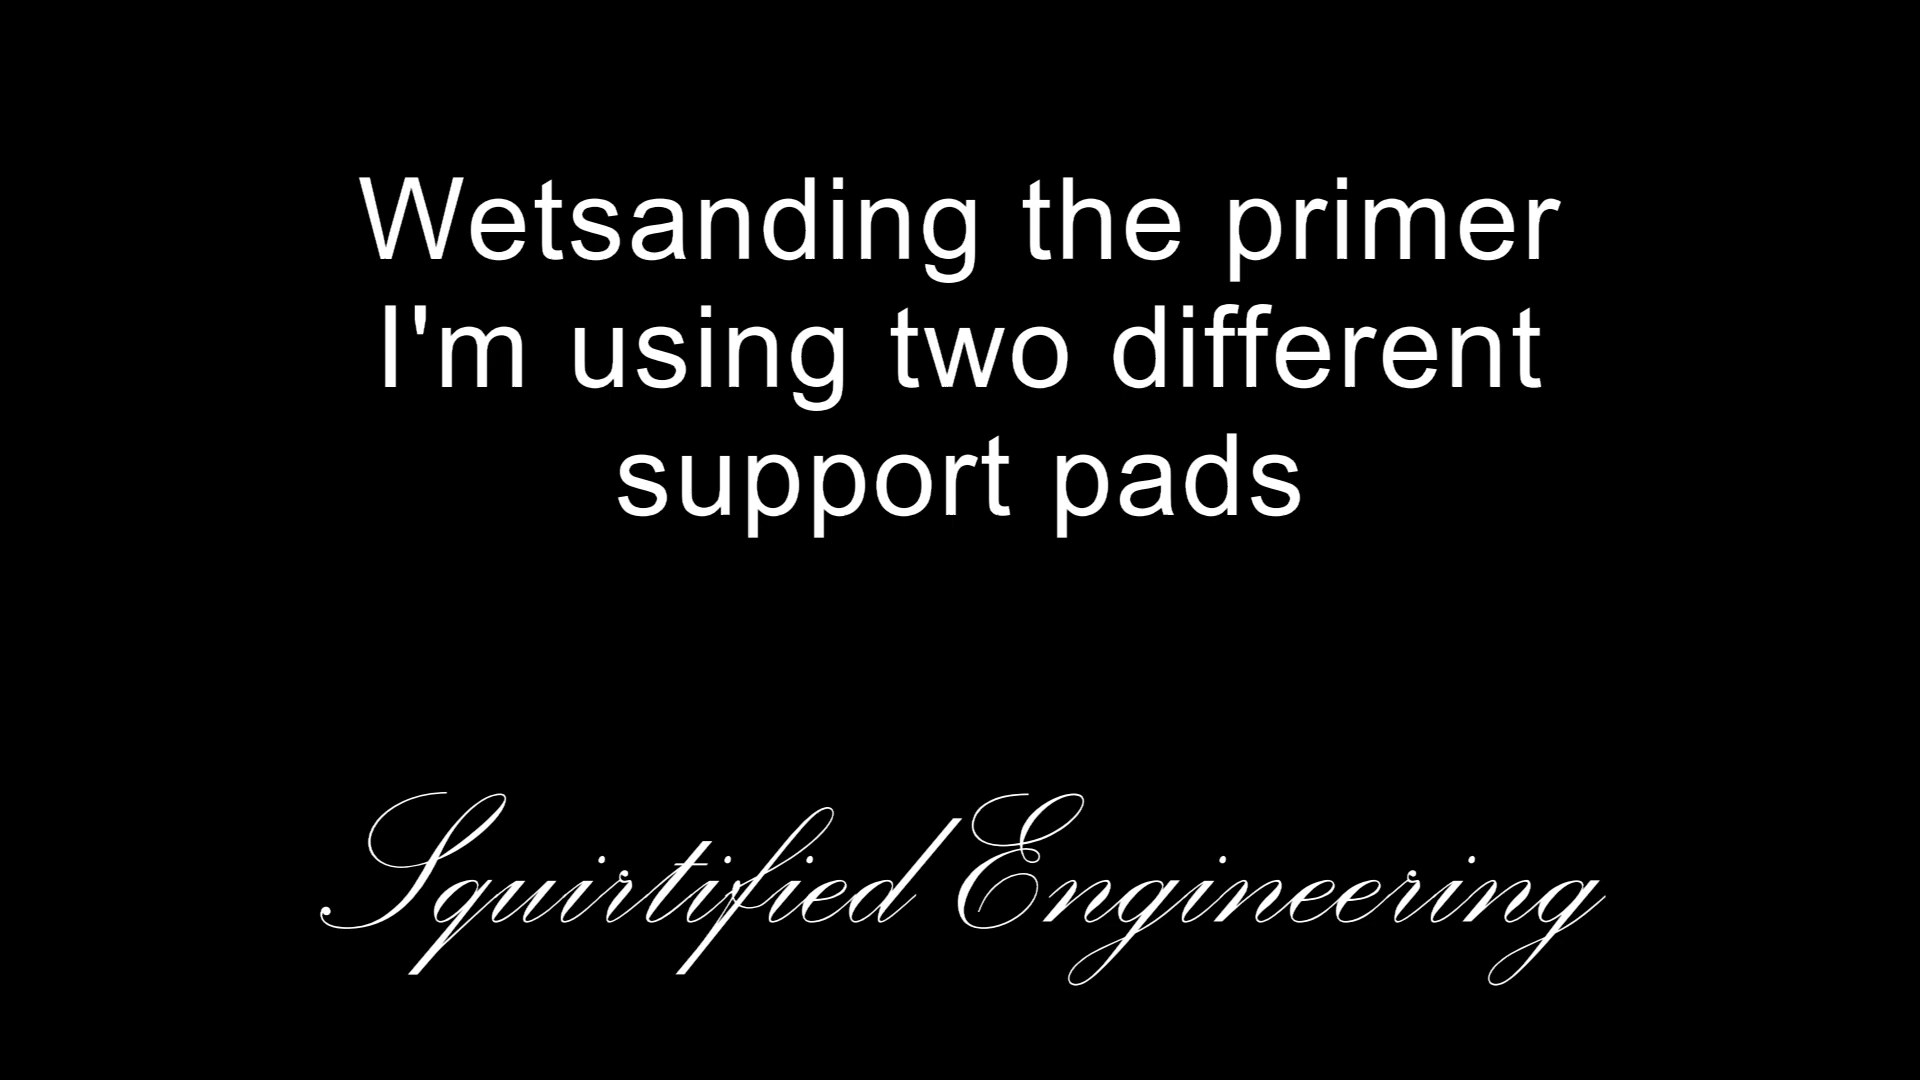 Wetsanding the primer
I'm using two different
support pads
Squirtified Engineering